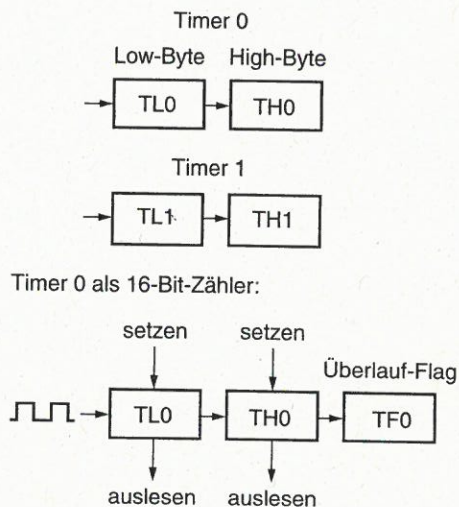 Timer 0
Low-Byte High-Byte
TL0 TH0
Timer 1
TL1 TH1
Timer 0 als 16-Bit-Zähler:
setzen setzen
Überlauf-Flag
TL0 TH0 TF0
auslesen auslesen